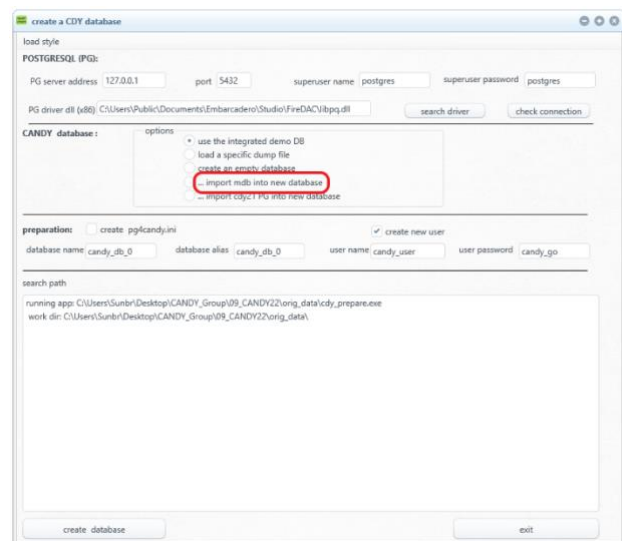 create a CDY database
load style
POSTGRESQL (PG):
PG server address 127.0.0.1 port 5432 superuser name postgres superuser password postgres
PG driver dll (x86) C:\Users\Public\Documents\Embarcadero\Studio\FireDAC\libpq.dll search driver check connection
CANDY database : options
use the integrated demo DB
load a specific dump file
create an empty database
... import mdb into new database
... import cdy21 PG into new database
preparation: create pg4candy.ini create new user
database name candy_db_0 database alias candy_db_0 user name candy_user user password candy_go
search path
running app: C:\Users\Sunbr\Desktop\CANDY_Group\09_CANDY22\orig_data\cdy_prepare.exe
work dir: C:\Users\Sunbr\Desktop\CANDY_Group\09_CANDY22\orig_data\
create database exit